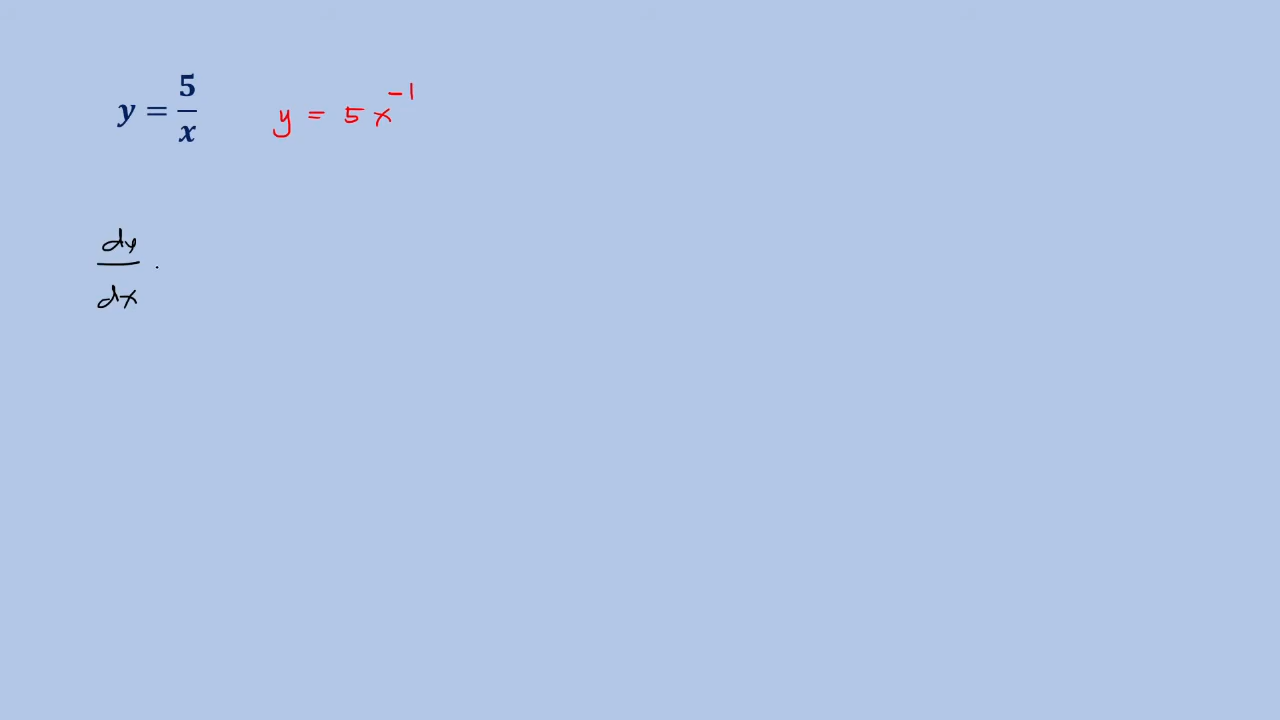 y = 5/x    y = 5x⁻¹
dy/dx